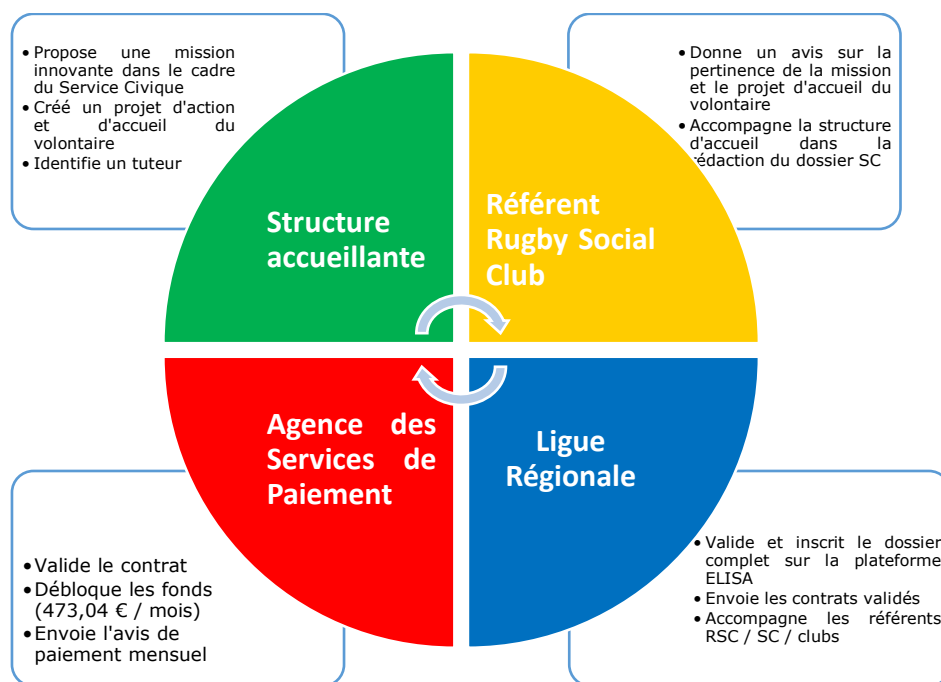 • Propose une mission
innovante dans le cadre
du Service Civique
• Créé un projet d'action
et d'accueil du
volontaire
• Identifie un tuteur
• Donne un avis sur la
pertinence de la mission
et le projet d'accueil du
volontaire
• Accompagne la structure
d'accueil dans la
rédaction du dossier SC
Structure
accueillante
Référent
Rugby Social
Club
Agence des
Services de
Paiement
Ligue
Régionale
• Valide le contrat
• Débloque les fonds
(473,04 € / mois)
• Envoie l'avis de
paiement mensuel
• Valide et inscrit le dossier
complet sur la plateforme
ELISA
• Envoie les contrats validés
• Accompagne les référents
RSC / SC / clubs